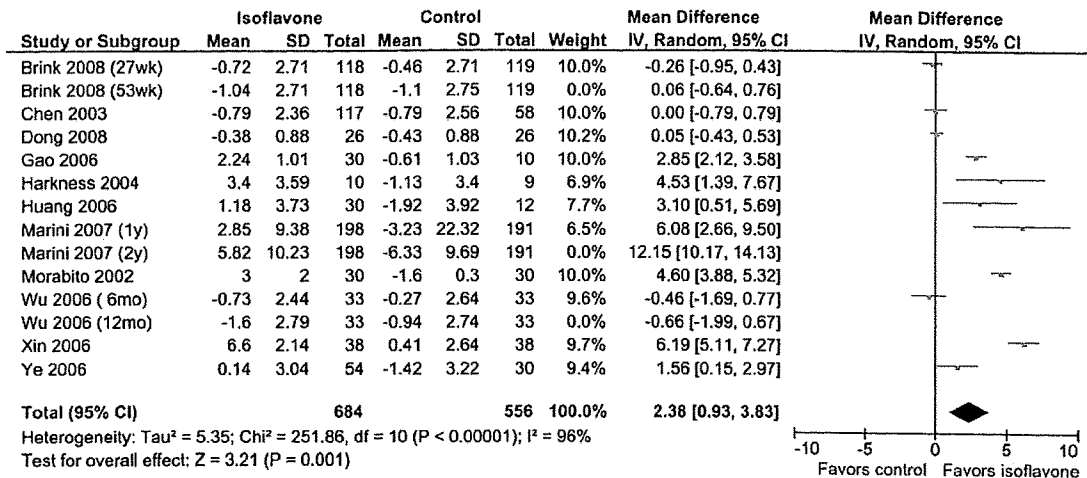 Isoflavone Control Mean Difference Mean Difference
Study or Subgroup Mean SD Total Mean SD Total Weight IV, Random, 95% CI IV, Random, 95% CI
Brink 2008 (27wk) -0.72 2.71 118 -0.46 2.71 119 10.0% -0.26 [-0.95, 0.43]
Brink 2008 (53wk) -1.04 2.71 118 -1.1 2.75 119 0.0% 0.06 [-0.64, 0.76]
Chen 2003 -0.79 2.36 117 -0.79 2.56 58 10.0% 0.00 [-0.79, 0.79]
Dong 2008 -0.38 0.88 26 -0.43 0.88 26 10.2% 0.05 [-0.43, 0.53]
Gao 2006 2.24 1.01 30 -0.61 1.03 10 10.0% 2.85 [2.12, 3.58]
Harkness 2004 3.4 3.59 10 -1.13 3.4 9 6.9% 4.53 [1.39, 7.67]
Huang 2006 1.18 3.73 30 -1.92 3.92 12 7.7% 3.10 [0.51, 5.69]
Marini 2007 (1y) 2.85 9.38 198 -3.23 22.32 191 6.5% 6.08 [2.66, 9.50]
Marini 2007 (2y) 5.82 10.23 198 -6.33 9.69 191 0.0% 12.15 [10.17, 14.13]
Morabito 2002 3 2 30 -1.6 0.3 30 10.0% 4.60 [3.88, 5.32]
Wu 2006 ( 6mo) -0.73 2.44 33 -0.27 2.64 33 9.6% -0.46 [-1.69, 0.77]
Wu 2006 (12mo) -1.6 2.79 33 -0.94 2.74 33 0.0% -0.66 [-1.99, 0.67]
Xin 2006 6.6 2.14 38 0.41 2.64 38 9.7% 6.19 [5.11, 7.27]
Ye 2006 0.14 3.04 54 -1.42 3.22 30 9.4% 1.56 [0.15, 2.97]
Total (95% CI) 684 556 100.0% 2.38 [0.93, 3.83]
Heterogeneity: Tau² = 5.35; Chi² = 251.86, df = 10 (P < 0.00001); I² = 96%
Test for overall effect: Z = 3.21 (P = 0.001)
-10 -5 0 5 10
Favors control Favors isoflavone